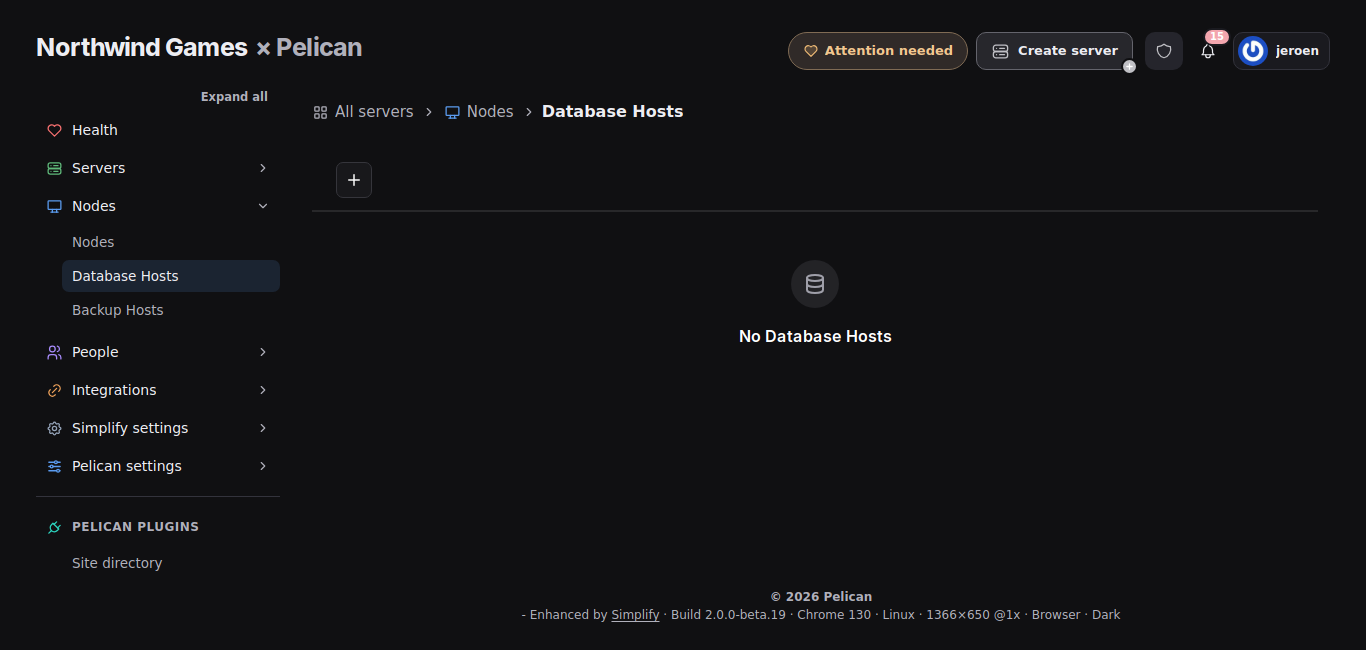 Northwind Games × Pelican
Attention needed
Create server
15
jeroen
Expand all
Health
Servers
Nodes
Nodes
Database Hosts
Backup Hosts
People
Integrations
Simplify settings
Pelican settings
PELICAN PLUGINS
Site directory
All servers > Nodes > Database Hosts
No Database Hosts
© 2026 Pelican
- Enhanced by Simplify · Build 2.0.0-beta.19 · Chrome 130 · Linux · 1366×650 @1x · Browser · Dark